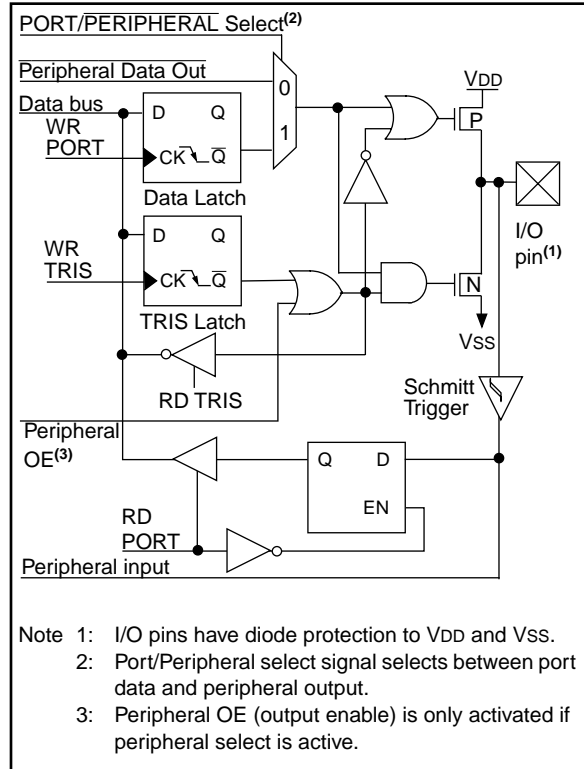 PORT/PERIPHERAL Select(2)
Peripheral Data Out
Data bus
WR
PORT
D Q
CK Q
Data Latch
0
1
VDD
P
I/O
pin(1)
WR
TRIS
D Q
CK Q
TRIS Latch
N
VSS
RD TRIS
Schmitt
Trigger
Peripheral
OE(3)
Q D
EN
RD
PORT
Peripheral input
Note 1: I/O pins have diode protection to VDD and VSS.
2: Port/Peripheral select signal selects between port
data and peripheral output.
3: Peripheral OE (output enable) is only activated if
peripheral select is active.